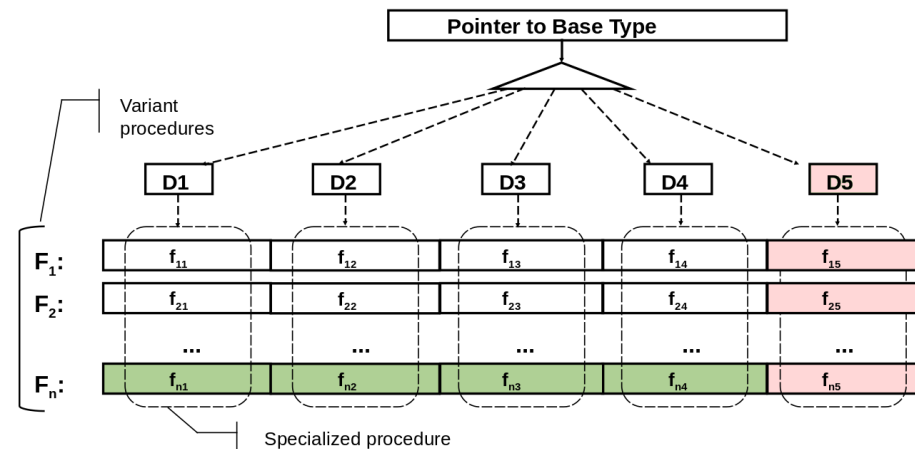 Pointer to Base Type
Variant
procedures
D1 D2 D3 D4 D5
F1: f11 f12 f13 f14 f15
F2: f21 f22 f23 f24 f25
... ... ... ... ...
Fn: fn1 fn2 fn3 fn4 fn5
Specialized procedure